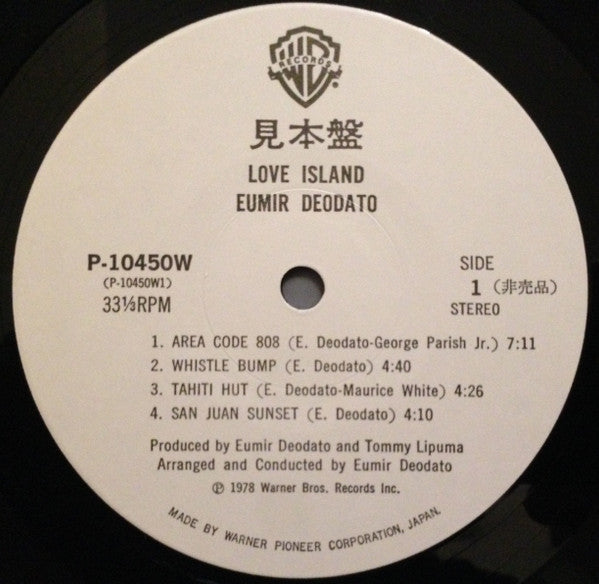 WB
RECORDS
®
見本盤
LOVE ISLAND
EUMIR DEODATO
P-10450W
(P-10450W1)
33⅓RPM
SIDE
1 (非売品)
STEREO
1. AREA CODE 808 (E. Deodato-George Parish Jr.) 7:11
2. WHISTLE BUMP (E. Deodato) 4:40
3. TAHITI HUT (E. Deodato-Maurice White) 4:26
4. SAN JUAN SUNSET (E. Deodato) 4:10
Produced by Eumir Deodato and Tommy Lipuma
Arranged and Conducted by Eumir Deodato
℗ 1978 Warner Bros. Records Inc.
MADE BY WARNER PIONEER CORPORATION, JAPAN.